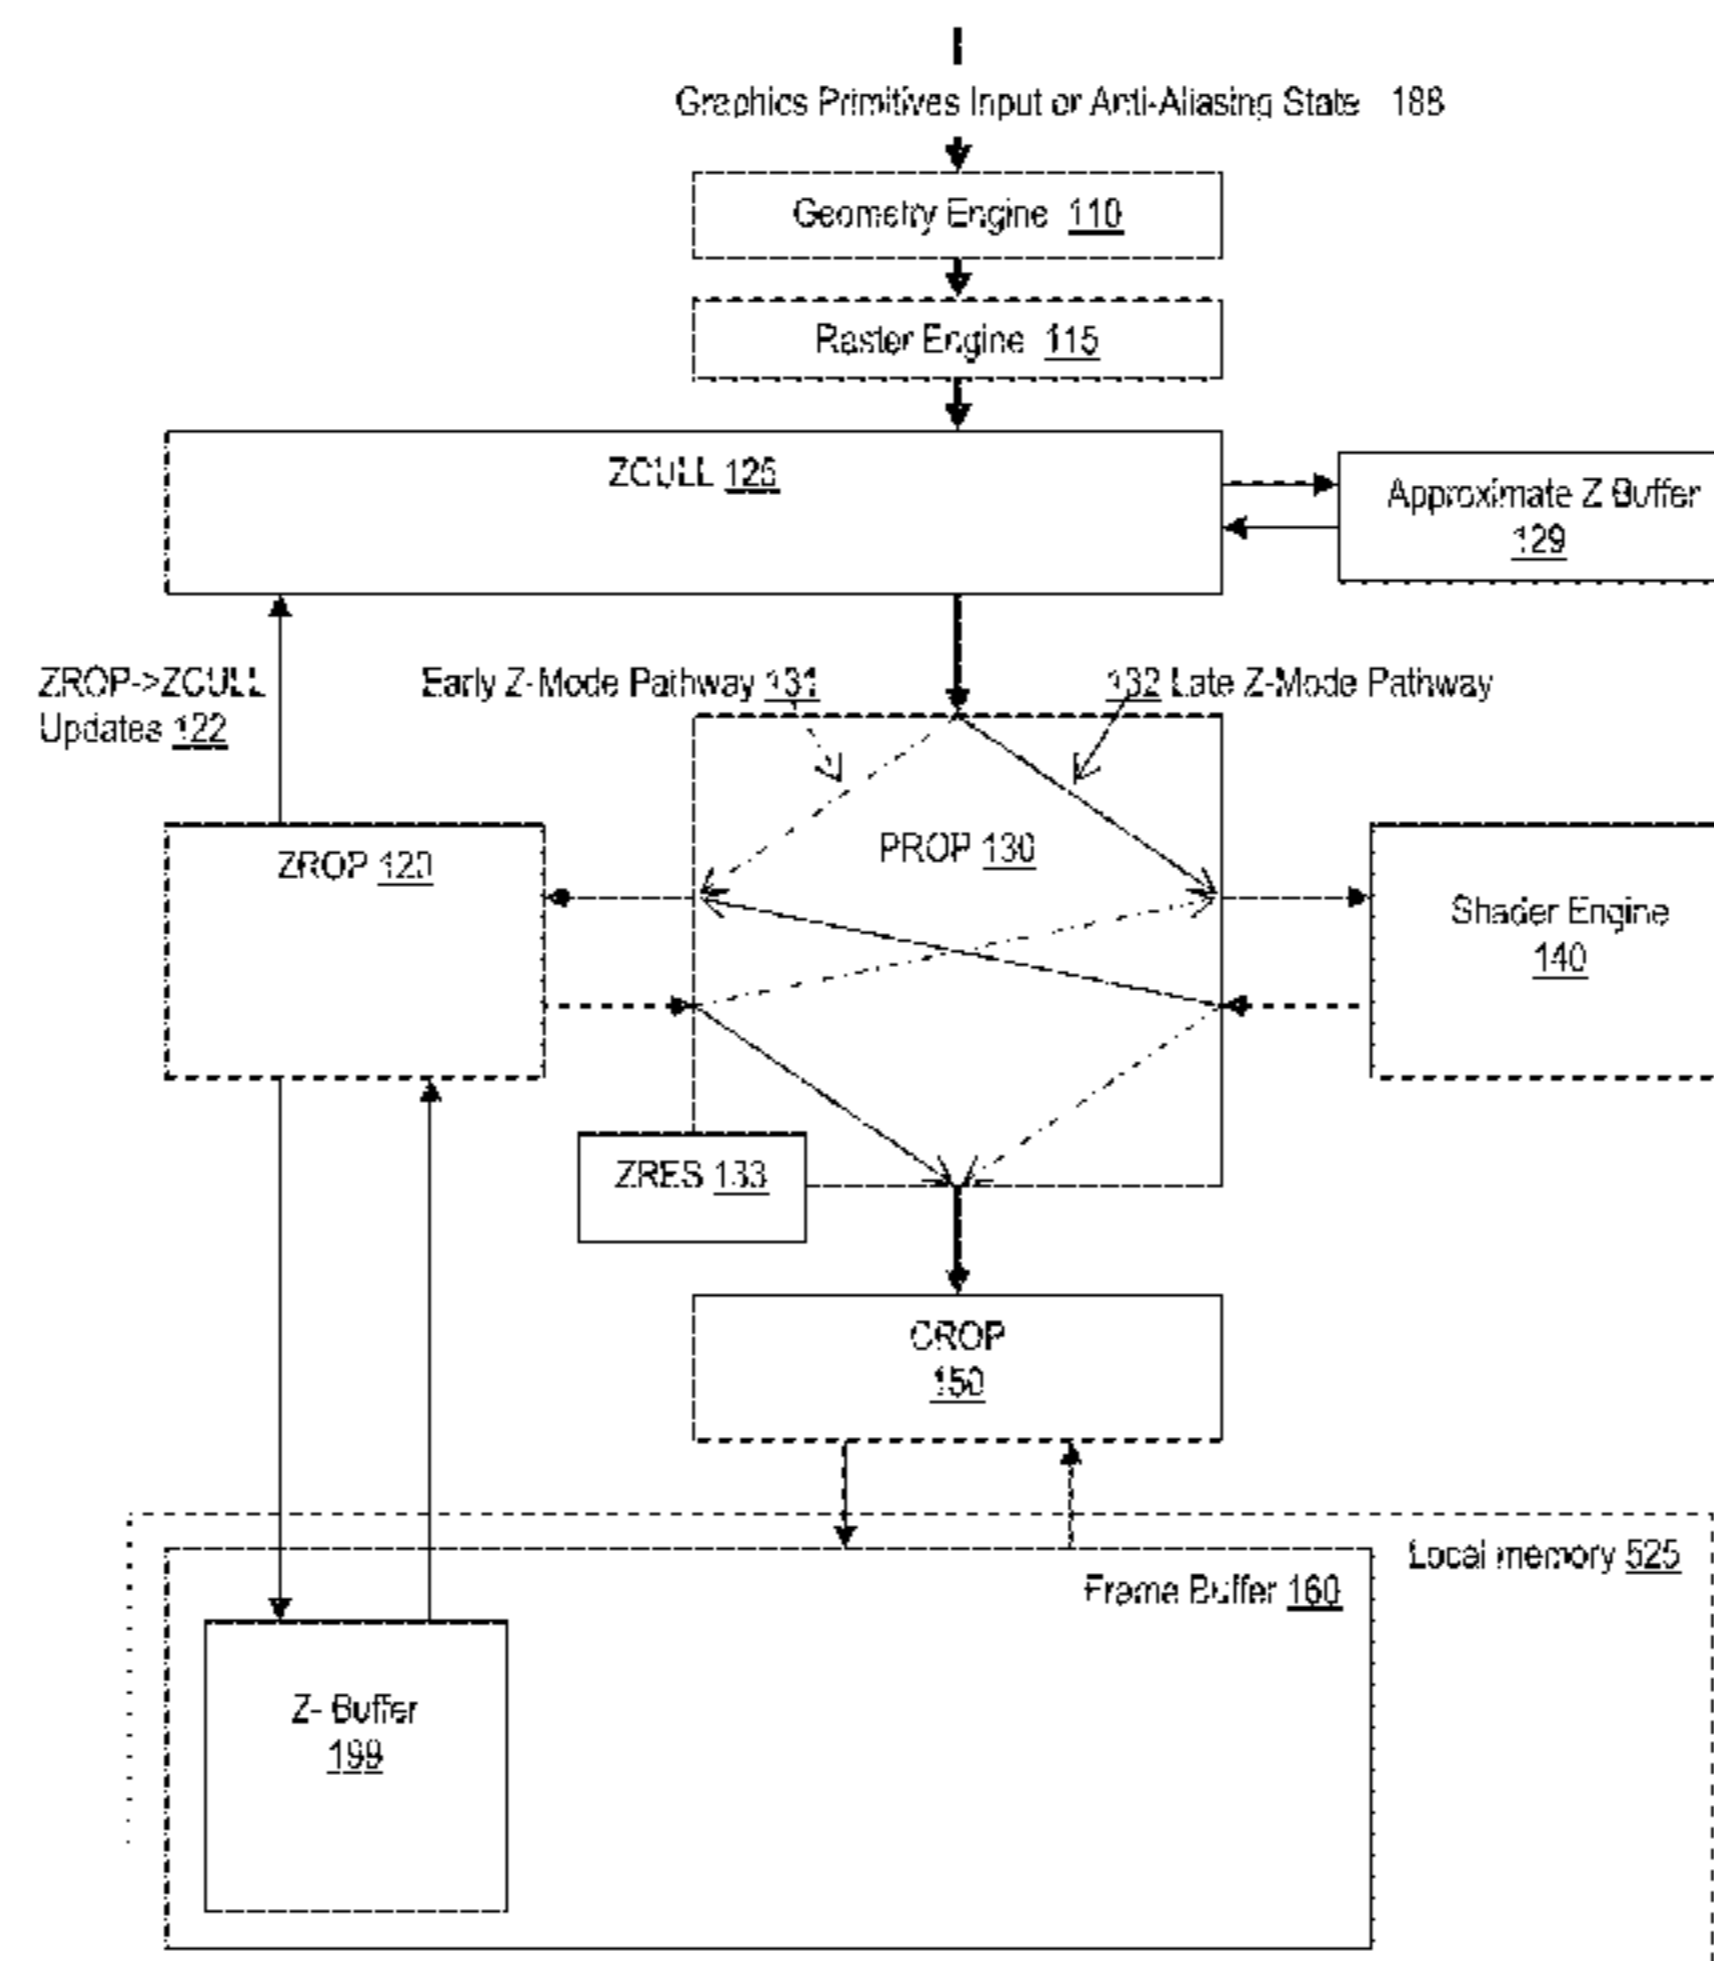 Graphics Primitives Input or Anti-Aliasing State 188
Geometry Engine 110
Raster Engine 115
ZCULL 125
Approximate Z Buffer
129
ZROP->ZCULL
Updates 122
Early Z-Mode Pathway 131
132 Late Z-Mode Pathway
ZROP 120
PROP 130
Shader Engine
140
ZRES 133
CROP
150
Local memory 525
Frame Buffer 160
Z- Buffer
199